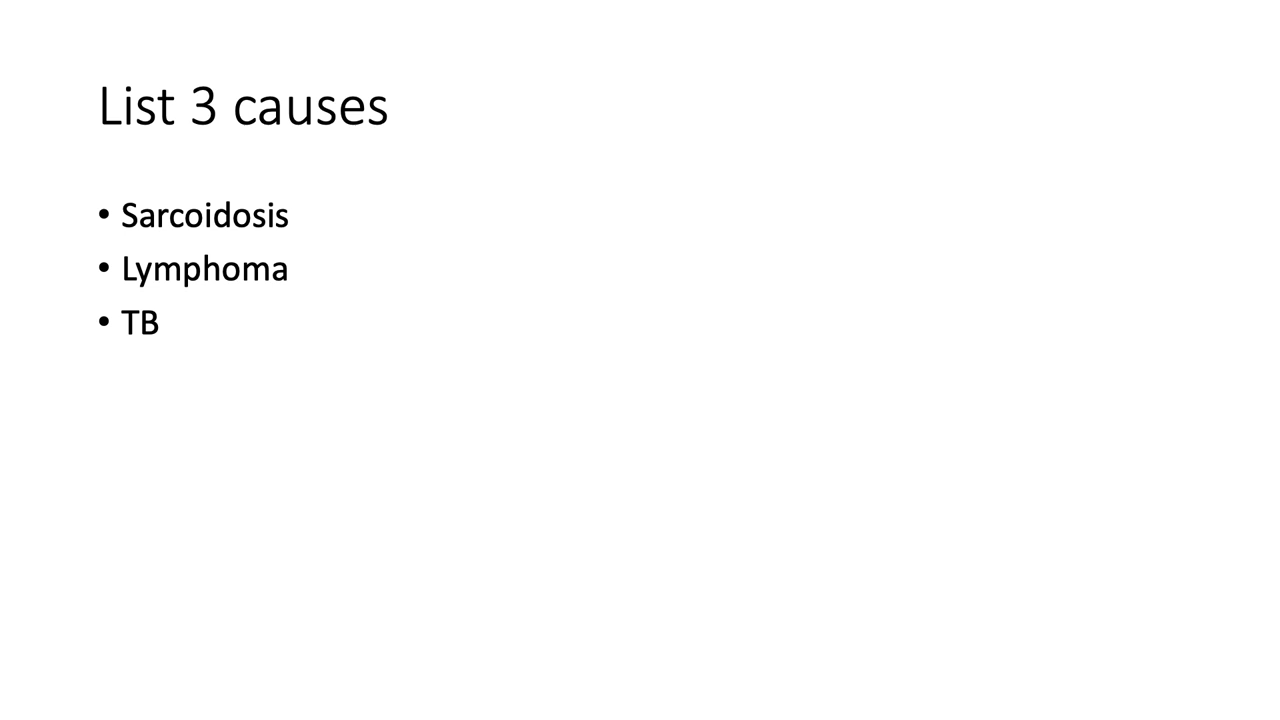 List 3 causes
• Sarcoidosis
• Lymphoma
• TB